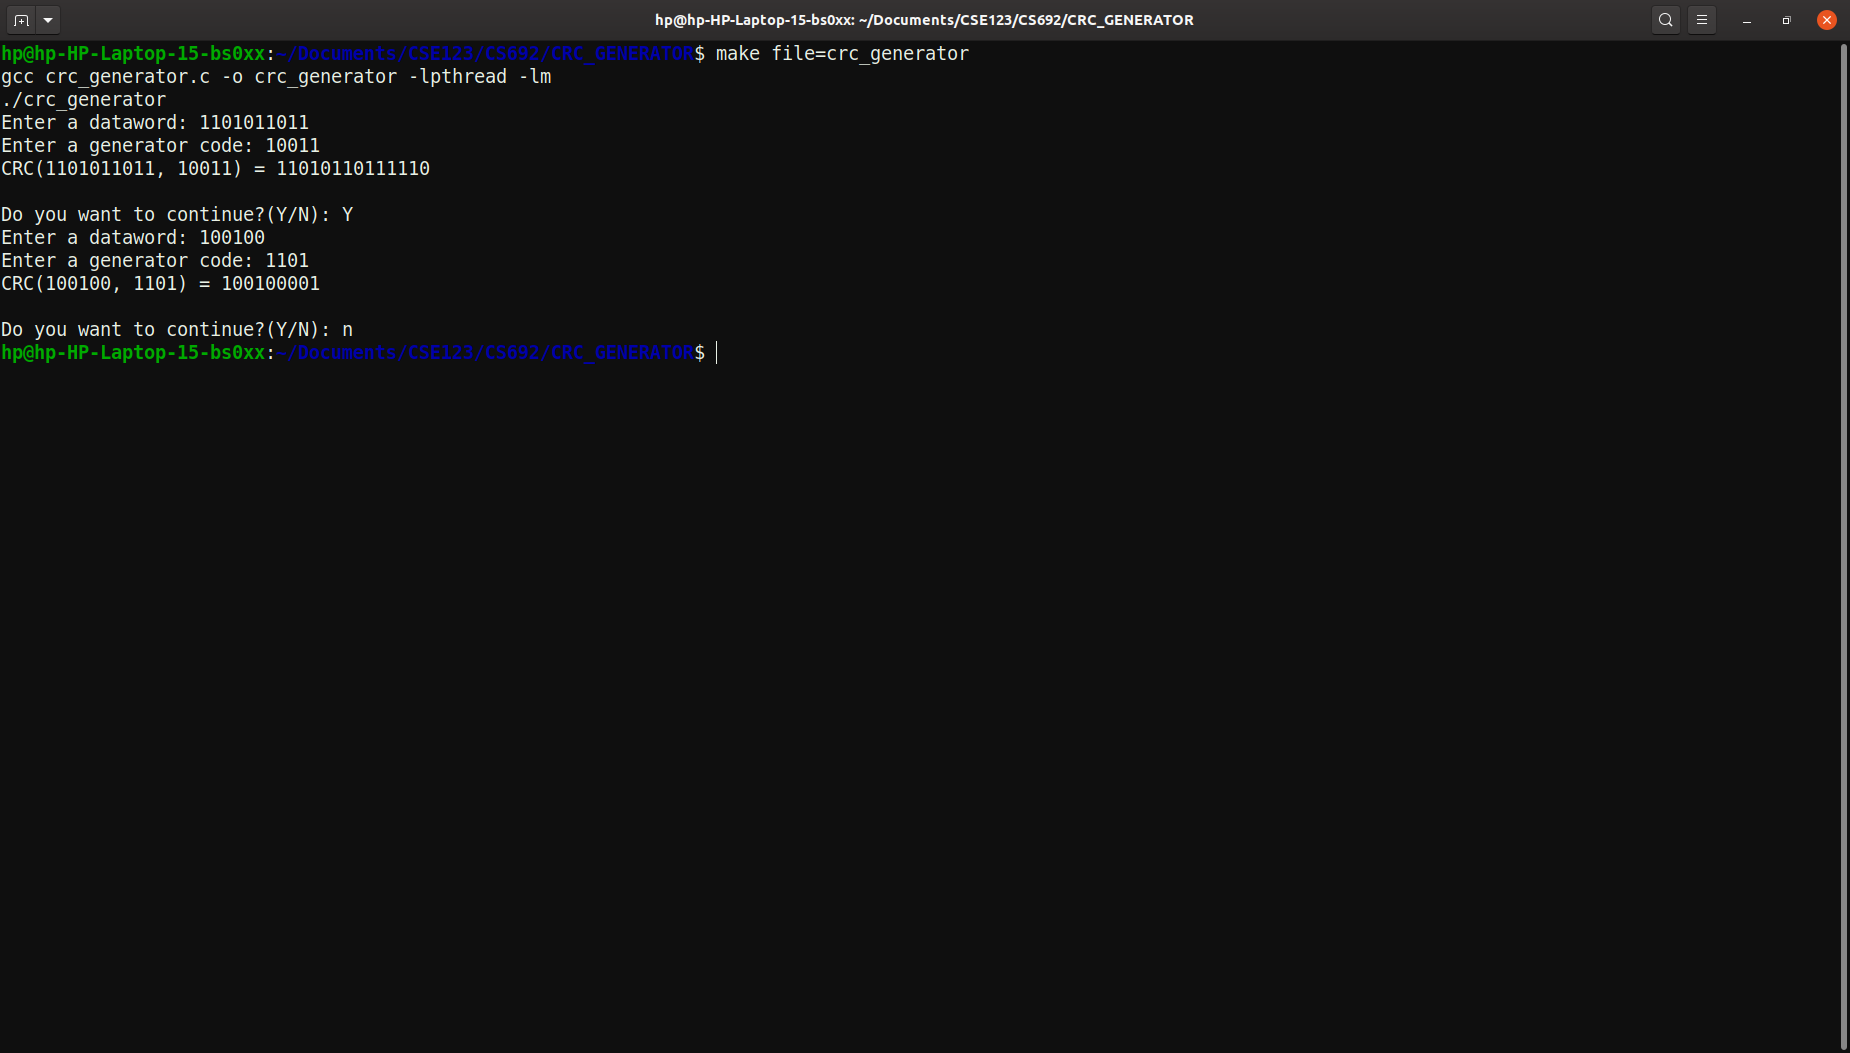 hp@hp-HP-Laptop-15-bs0xx: ~/Documents/CSE123/CS692/CRC_GENERATOR
hp@hp-HP-Laptop-15-bs0xx:~/Documents/CSE123/CS692/CRC_GENERATOR$ make file=crc_generator
gcc crc_generator.c -o crc_generator -lpthread -lm
./crc_generator
Enter a dataword: 1101011011
Enter a generator code: 10011
CRC(1101011011, 10011) = 11010110111110
Do you want to continue?(Y/N): Y
Enter a dataword: 100100
Enter a generator code: 1101
CRC(100100, 1101) = 100100001
Do you want to continue?(Y/N): n
hp@hp-HP-Laptop-15-bs0xx:~/Documents/CSE123/CS692/CRC_GENERATOR$